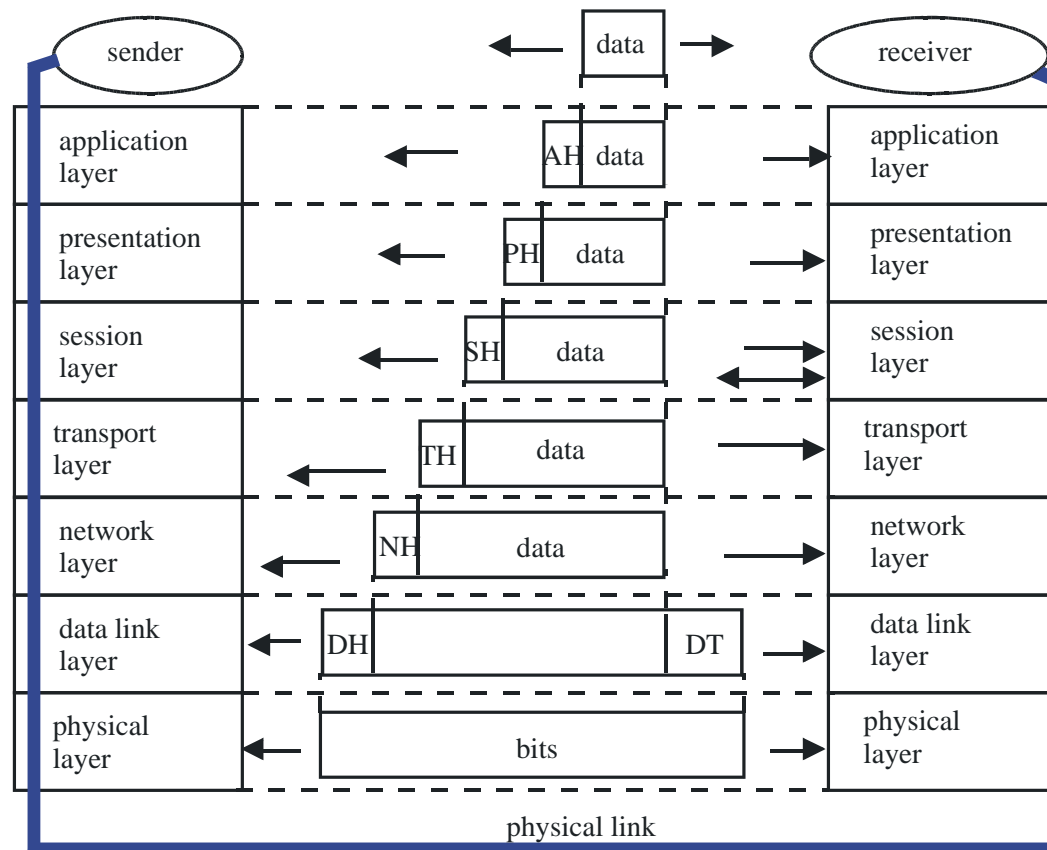 sender
data
receiver
application
layer
AH
data
application
layer
presentation
layer
PH
data
presentation
layer
session
layer
SH
data
session
layer
transport
layer
TH
data
transport
layer
network
layer
NH
data
network
layer
data link
layer
DH
DT
data link
layer
physical
layer
bits
physical
layer
physical link